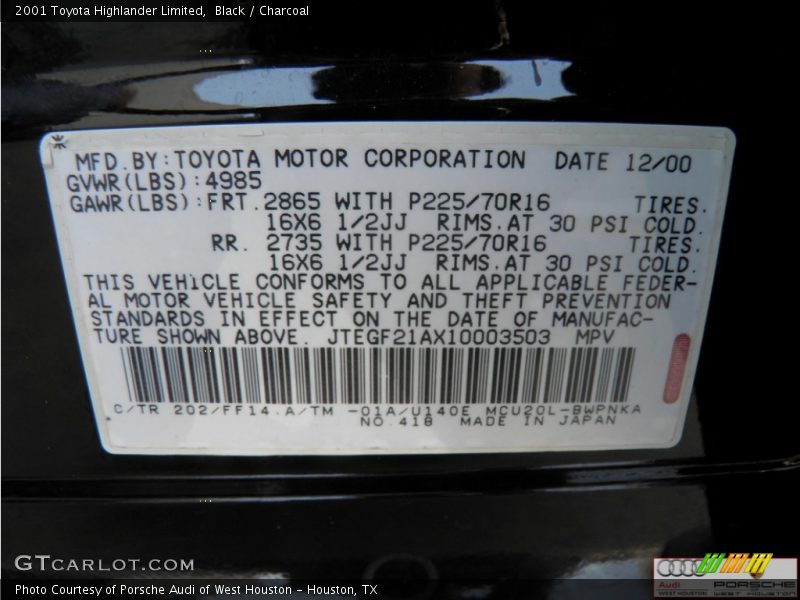 2001 Toyota Highlander Limited, Black / Charcoal
MFD.BY:TOYOTA MOTOR CORPORATION DATE 12/00
GVWR(LBS):4985
GAWR(LBS):FRT.2865 WITH P225/70R16 TIRES.
16X6 1/2JJ RIMS.AT 30 PSI COLD.
RR. 2735 WITH P225/70R16 TIRES.
16X6 1/2JJ RIMS.AT 30 PSI COLD.
THIS VEHICLE CONFORMS TO ALL APPLICABLE FEDER-
AL MOTOR VEHICLE SAFETY AND THEFT PREVENTION
STANDARDS IN EFFECT ON THE DATE OF MANUFAC-
TURE SHOWN ABOVE. JTEGF21AX10003503 MPV
C/TR 202/FF14.A/TM -01A/U140E MCU20L-BWPNKA
NO.418 MADE IN JAPAN
GTCARLOT.COM
Audi PORSCHE
WEST HOUSTON WEST HOUSTON
Photo Courtesy of Porsche Audi of West Houston - Houston, TX